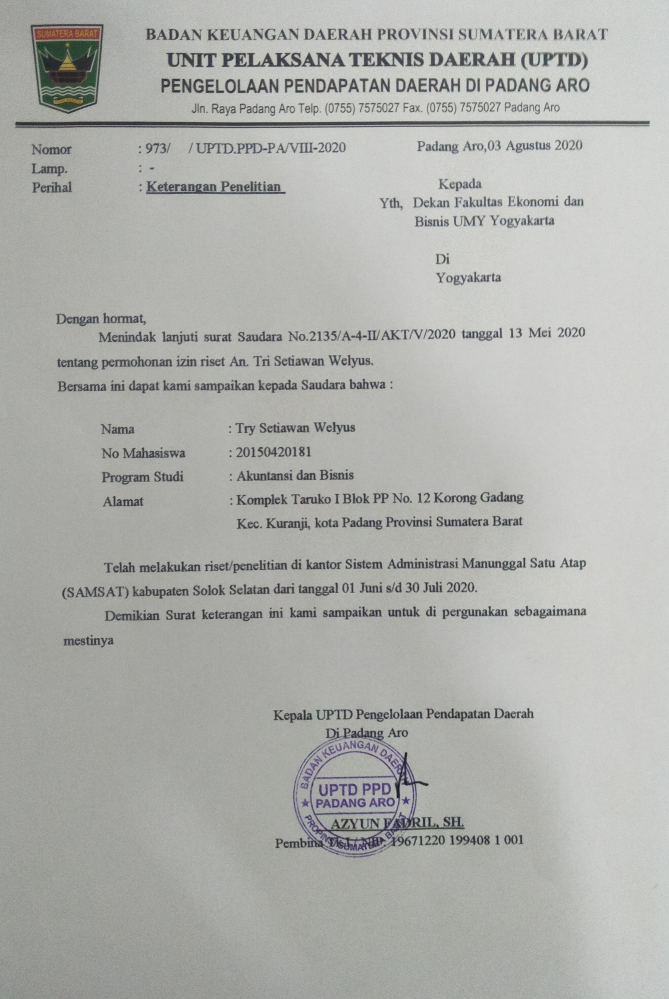 SUMATERA BARAT
BADAN KEUANGAN DAERAH PROVINSI SUMATERA BARAT
UNIT PELAKSANA TEKNIS DAERAH (UPTD)
PENGELOLAAN PENDAPATAN DAERAH DI PADANG ARO
Jln. Raya Padang Aro Telp. (0755) 7575027 Fax. (0755) 7575027 Padang Aro
Nomor : 973/ / UPTD.PPD-PA/VIII-2020
Padang Aro,03 Agustus 2020
Lamp. : -
Perihal : Keterangan Penelitian
Kepada
Yth, Dekan Fakultas Ekonomi dan
Bisnis UMY Yogyakarta
Di
Yogyakarta
Dengan hormat,
Menindak lanjuti surat Saudara No.2135/A-4-II/AKT/V/2020 tanggal 13 Mei 2020
tentang permohonan izin riset An. Tri Setiawan Welyus.
Bersama ini dapat kami sampaikan kepada Saudara bahwa :
Nama : Try Setiawan Welyus
No Mahasiswa : 20150420181
Program Studi : Akuntansi dan Bisnis
Alamat : Komplek Taruko I Blok PP No. 12 Korong Gadang
Kec. Kuranji, kota Padang Provinsi Sumatera Barat
Telah melakukan riset/penelitian di kantor Sistem Administrasi Manunggal Satu Atap
(SAMSAT) kabupaten Solok Selatan dari tanggal 01 Juni s/d 30 Juli 2020.
Demikian Surat keterangan ini kami sampaikan untuk di pergunakan sebagaimana
mestinya
Kepala UPTD Pengelolaan Pendapatan Daerah
Di Padang Aro
BADAN KEUANGAN DAERAH
UPTD PPD
PADANG ARO
PROPINSI SUMATERA BARAT
AZYUN FADRIL, SH.
Pembina Tk.I / NIP. 19671220 199408 1 001